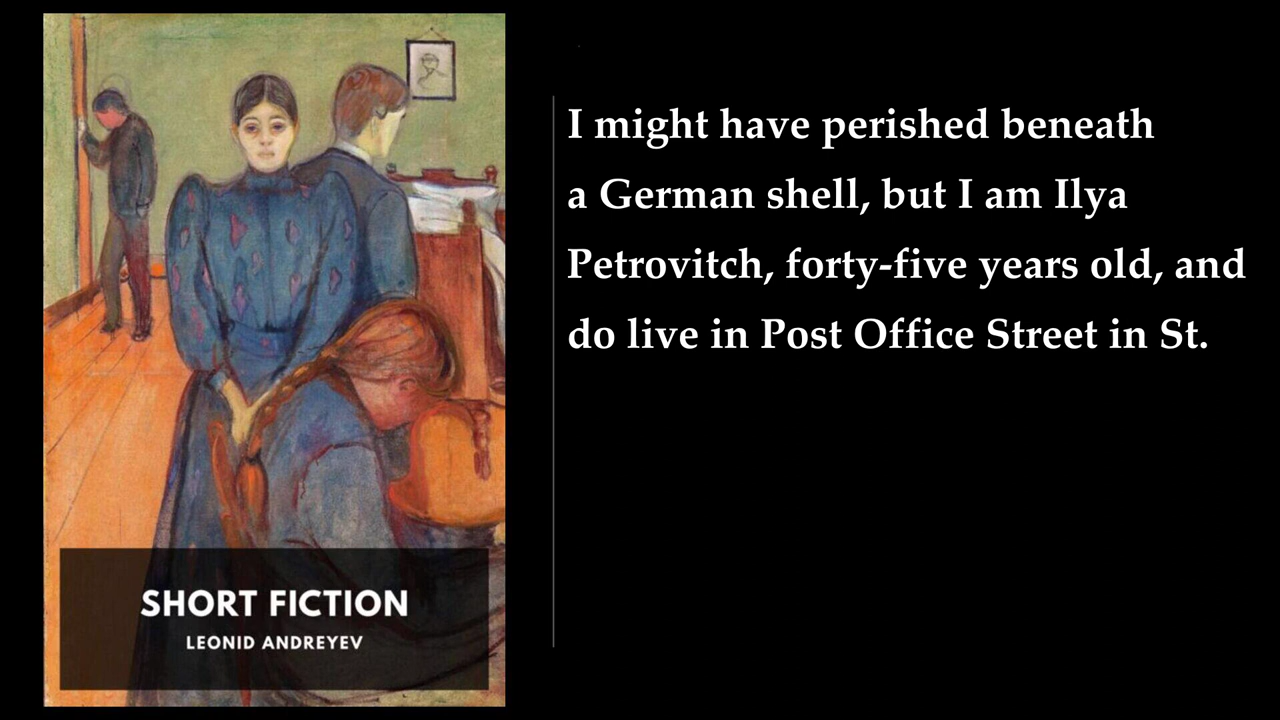 SHORT FICTION
LEONID ANDREYEV
I might have perished beneath
a German shell, but I am Ilya
Petrovitch, forty-five years old, and
do live in Post Office Street in St.